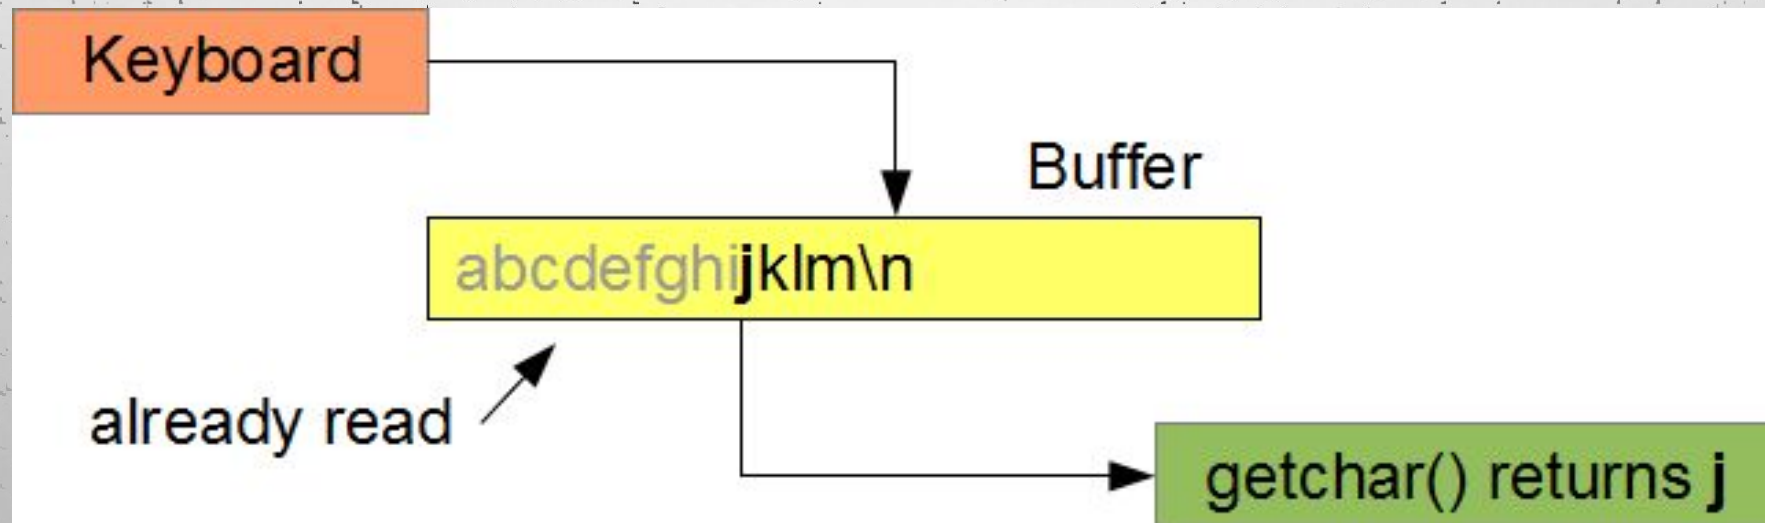 Keyboard
Buffer
abcdefghijklm\n
already read
getchar() returns j